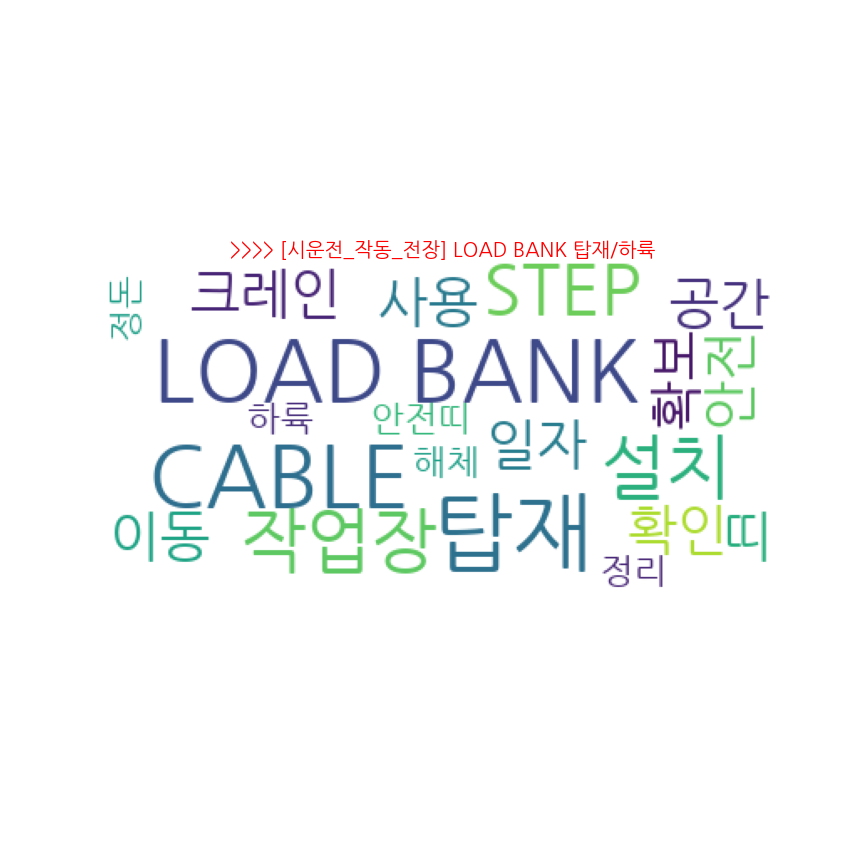 >>>> [시운전_작동_전장] LOAD BANK 탑재/하륙
정돈
크레인
사용
STEP
공간
LOAD BANK
확보
안전
하륙
안전띠
일자
CABLE
해체
설치
이동
작업장
탑재
확인
띠
정리